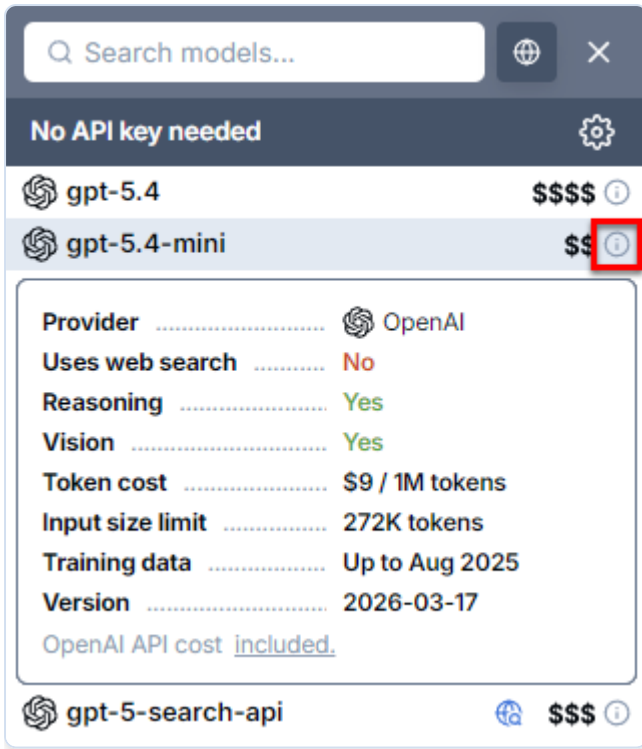 Search models...
No API key needed
gpt-5.4 $$$$
gpt-5.4-mini $$
Provider OpenAI
Uses web search No
Reasoning Yes
Vision Yes
Token cost $9 / 1M tokens
Input size limit 272K tokens
Training data Up to Aug 2025
Version 2026-03-17
OpenAI API cost included.
gpt-5-search-api $$$